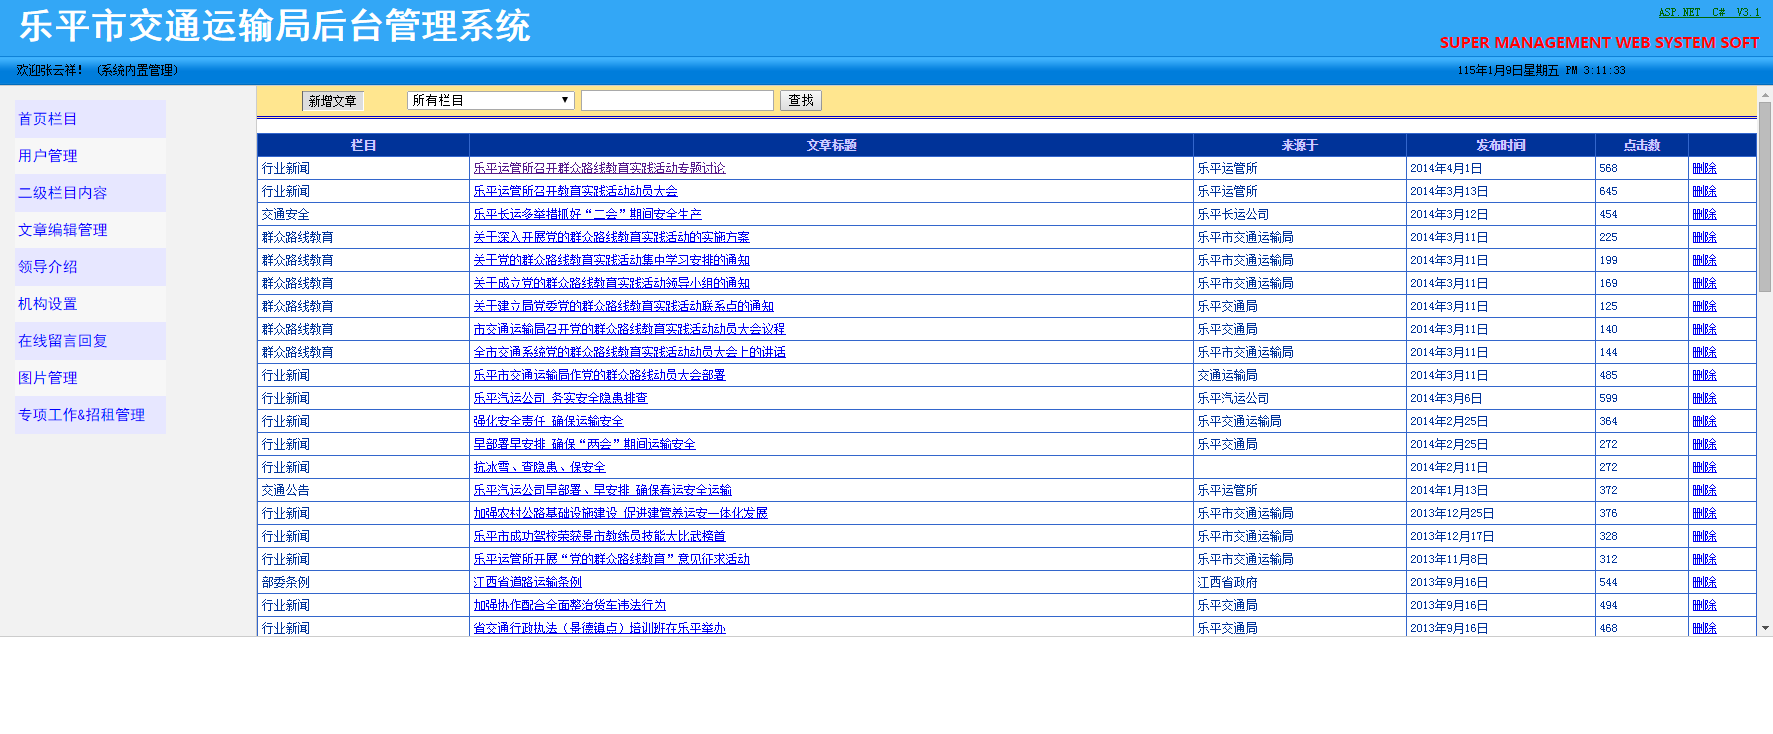 乐平市交通运输局后台管理系统
ASP.NET C# V3.1
SUPER MANAGEMENT WEB SYSTEM SOFT
欢迎张云祥! (系统内置管理)
115年1月9日星期五 PM 3:11:33
首页栏目
用户管理
二级栏目内容
文章编辑管理
领导介绍
机构设置
在线留言回复
图片管理
专项工作&招租管理
新增文章 所有栏目 查找
栏目 文章标题 来源于 发布时间 点击数
行业新闻 乐平运管所召开群众路线教育实践活动专题讨论 乐平运管所 2014年4月1日 568 删除
行业新闻 乐平运管所召开教育实践活动动员大会 乐平运管所 2014年3月13日 645 删除
交通安全 乐平长运多举措抓好“二会”期间安全生产 乐平长运公司 2014年3月12日 454 删除
群众路线教育 关于深入开展党的群众路线教育实践活动的实施方案 乐平市交通运输局 2014年3月11日 225 删除
群众路线教育 关于党的群众路线教育实践活动集中学习安排的通知 乐平市交通运输局 2014年3月11日 199 删除
群众路线教育 关于成立党的群众路线教育实践活动领导小组的通知 乐平市交通运输局 2014年3月11日 169 删除
群众路线教育 关于建立局党委党的群众路线教育实践活动联系点的通知 乐平交通局 2014年3月11日 125 删除
群众路线教育 市交通运输局召开党的群众路线教育实践活动动员大会议程 乐平交通局 2014年3月11日 140 删除
群众路线教育 全市交通系统党的群众路线教育实践活动动员大会上的讲话 乐平市交通运输局 2014年3月11日 144 删除
行业新闻 乐平市交通运输局作党的群众路线动员大会部署 交通运输局 2014年3月11日 485 删除
行业新闻 乐平汽运公司 务实安全隐患排查 乐平汽运公司 2014年3月6日 599 删除
行业新闻 强化安全责任 确保运输安全 乐平交通运输局 2014年2月25日 364 删除
行业新闻 早部署早安排 确保“两会”期间运输安全 乐平交通局 2014年2月25日 272 删除
行业新闻 抗冰雪、查隐患、保安全 2014年2月11日 272 删除
交通公告 乐平汽运公司早部署、早安排 确保春运安全运输 乐平运管所 2014年1月13日 372 删除
行业新闻 加强农村公路基础设施建设 促进建管养运安一体化发展 乐平市交通运输局 2013年12月25日 376 删除
行业新闻 乐平市成功驾校荣获景市教练员技能大比武榜首 乐平市交通运输局 2013年12月17日 328 删除
行业新闻 乐平运管所开展“党的群众路线教育”意见征求活动 乐平市交通运输局 2013年11月8日 312 删除
部委条例 江西省道路运输条例 江西省政府 2013年9月16日 544 删除
行业新闻 加强协作配合全面整治货车违法行为 乐平交通局 2013年9月16日 494 删除
行业新闻 省交通行政执法（景德镇点）培训班在乐平举办 乐平交通局 2013年9月16日 468 删除